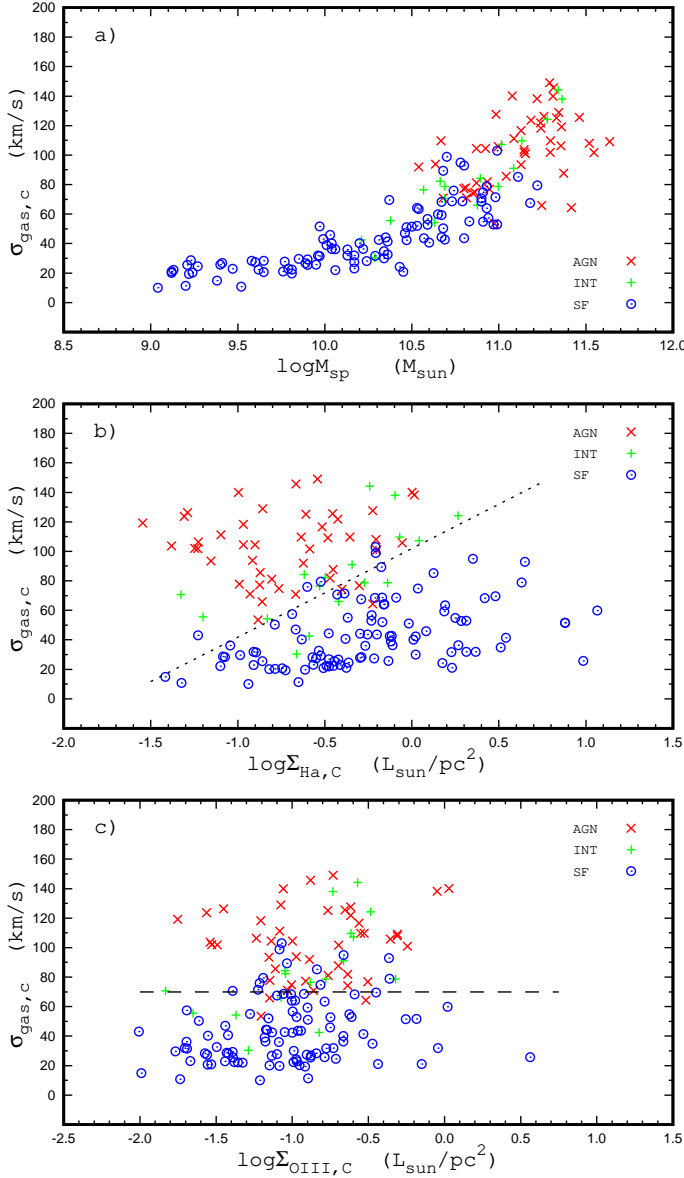 200
180
160
140
120
100
80
60
40
20
0
σgas,c (km/s)
a)
AGN
INT
SF
8.5 9.0 9.5 10.0 10.5 11.0 11.5 12.0
logMsp (Msun)
200
180
160
140
120
100
80
60
40
20
0
σgas,c (km/s)
b)
AGN
INT
SF
-2.0 -1.5 -1.0 -0.5 0.0 0.5 1.0 1.5
logΣHa,C (Lsun/pc²)
200
180
160
140
120
100
80
60
40
20
0
σgas,c (km/s)
c)
AGN
INT
SF
-2.5 -2.0 -1.5 -1.0 -0.5 0.0 0.5 1.0 1.5
logΣOIII,C (Lsun/pc²)